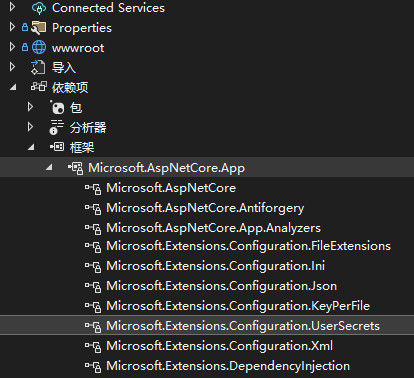 Connected Services
Properties
wwwroot
导入
依赖项
包
分析器
框架
Microsoft.AspNetCore.App
Microsoft.AspNetCore
Microsoft.AspNetCore.Antiforgery
Microsoft.AspNetCore.App.Analyzers
Microsoft.Extensions.Configuration.FileExtensions
Microsoft.Extensions.Configuration.Ini
Microsoft.Extensions.Configuration.Json
Microsoft.Extensions.Configuration.KeyPerFile
Microsoft.Extensions.Configuration.UserSecrets
Microsoft.Extensions.Configuration.Xml
Microsoft.Extensions.DependencyInjection